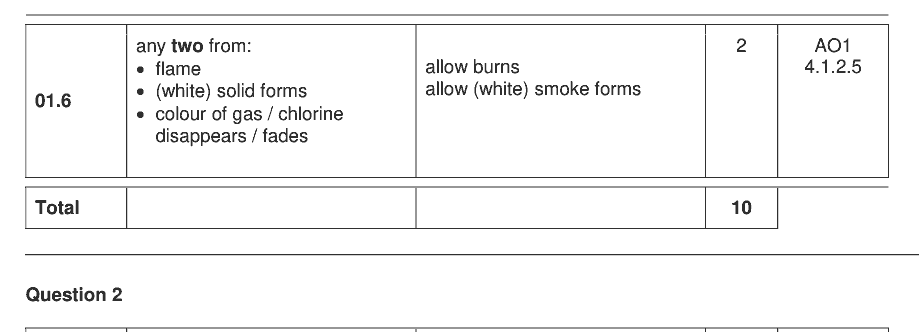 01.6
any two from:
• flame
• (white) solid forms
• colour of gas / chlorine
disappears / fades
allow burns
allow (white) smoke forms
2
AO1
4.1.2.5
Total
10
Question 2